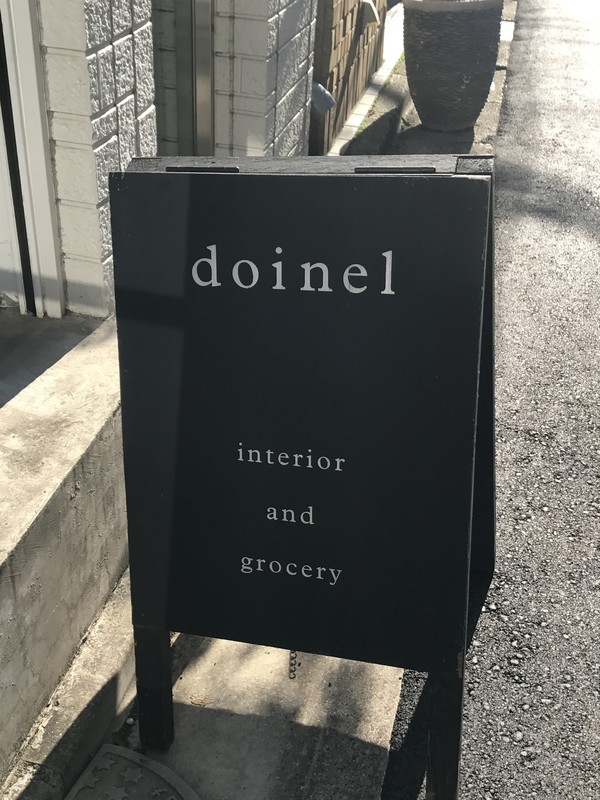 doinel
interior
and
grocery